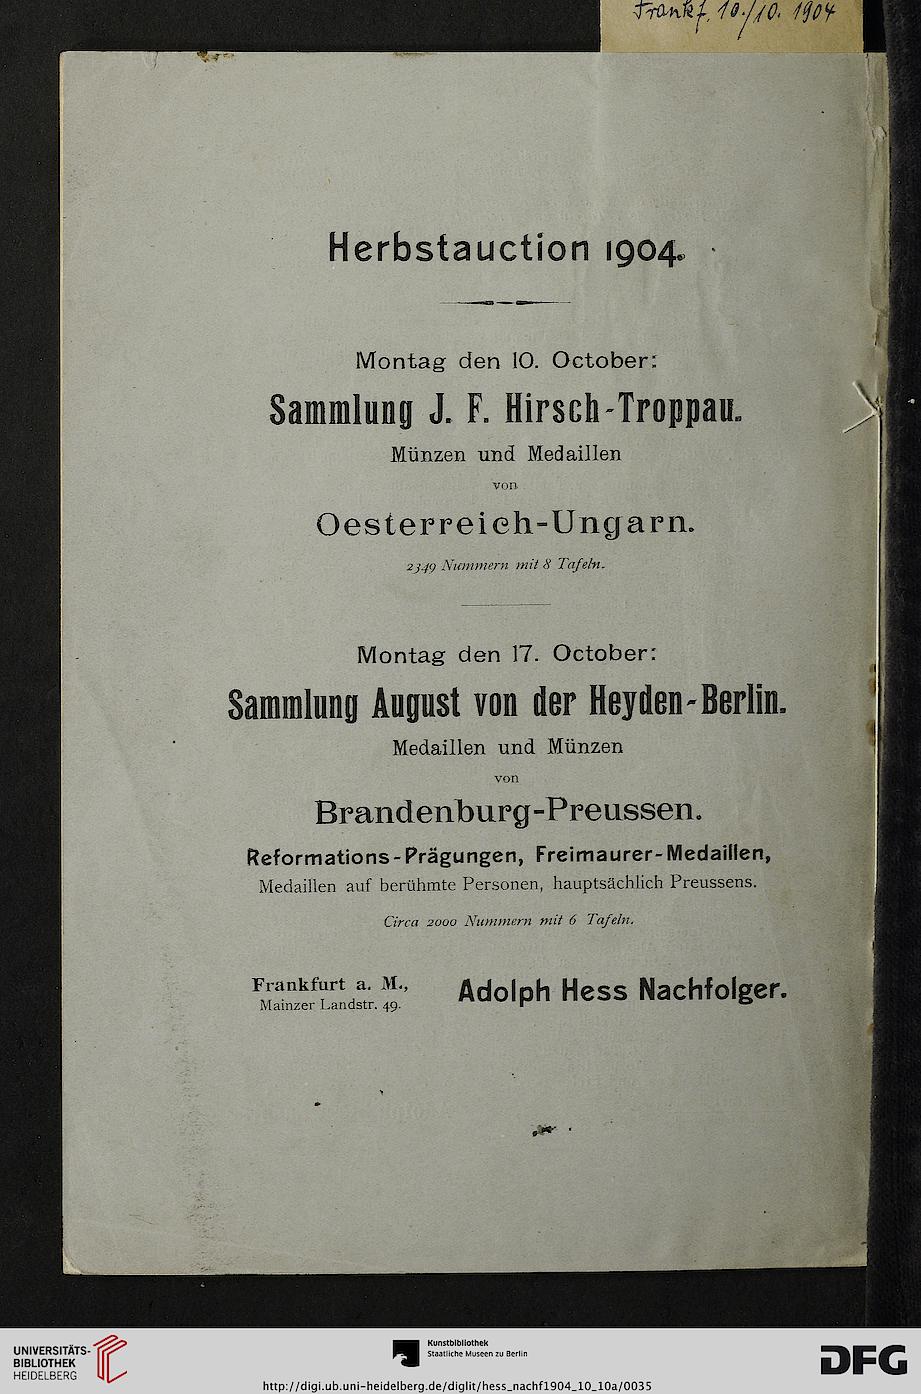 Frankf. 10./10. 1904
Herbstauction 1904.
Montag den 10. October:
Sammlung J. F. Hirsch-Troppau.
Münzen und Medaillen
von
Oesterreich-Ungarn.
2349 Nummern mit 8 Tafeln.
Montag den 17. October:
Sammlung August von der Heyden-Berlin.
Medaillen und Münzen
von
Brandenburg-Preussen.
Reformations-Prägungen, Freimaurer-Medaillen,
Medaillen auf berühmte Personen, hauptsächlich Preussens.
Circa 2000 Nummern mit 6 Tafeln.
Frankfurt a. M.,
Mainzer Landstr. 49.
Adolph Hess Nachfolger.
UNIVERSITÄTS-
BIBLIOTHEK
HEIDELBERG
Kunstbibliothek
Staatliche Museen zu Berlin
DFG
http://digi.ub.uni-heidelberg.de/diglit/hess_nachf1904_10_10a/0035